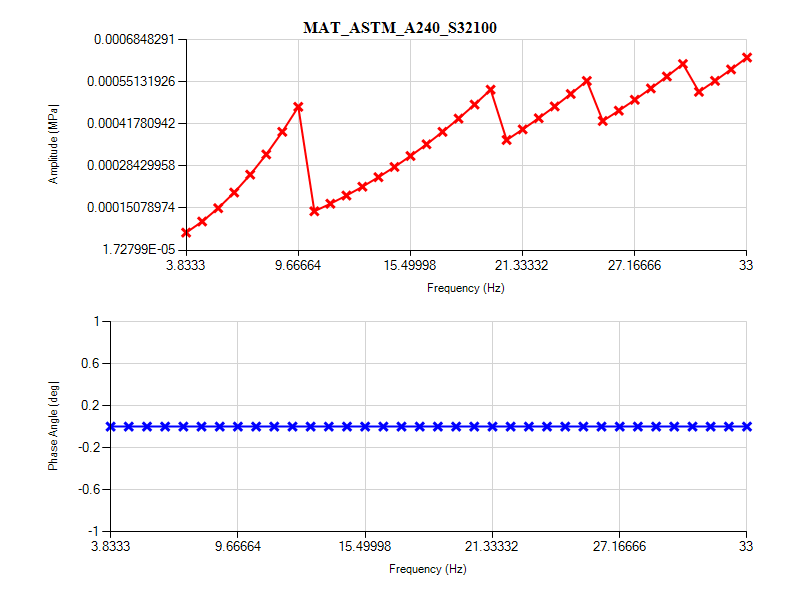 MAT_ASTM_A240_S32100
0.0006848291
0.00055131926
0.00041780942
0.00028429958
0.00015078974
1.72799E-05
Amplitude [MPa]
3.8333 9.66664 15.49998 21.33332 27.16666 33
Frequency (Hz)
1
0.6
0.2
-0.2
-0.6
-1
Phase Angle [deg]
3.8333 9.66664 15.49998 21.33332 27.16666 33
Frequency (Hz)